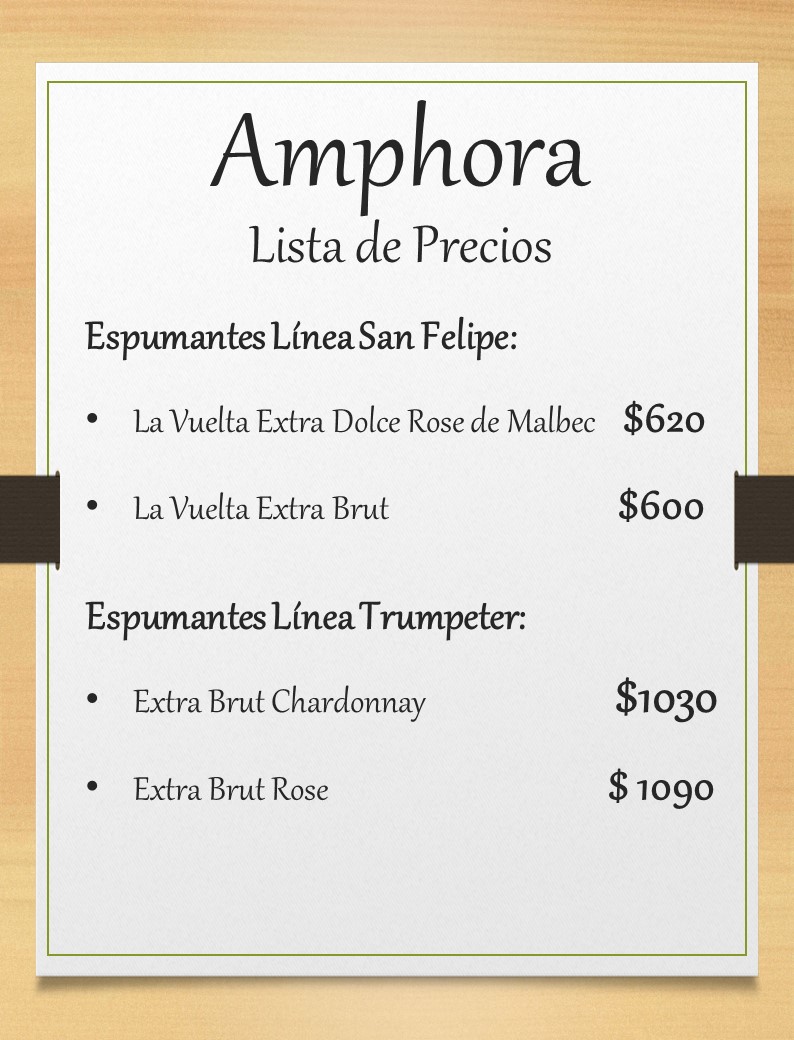 Amphora
Lista de Precios
Espumantes Línea San Felipe:
• La Vuelta Extra Dolce Rose de Malbec $620
• La Vuelta Extra Brut $600
Espumantes Línea Trumpeter:
• Extra Brut Chardonnay $1030
• Extra Brut Rose $ 1090